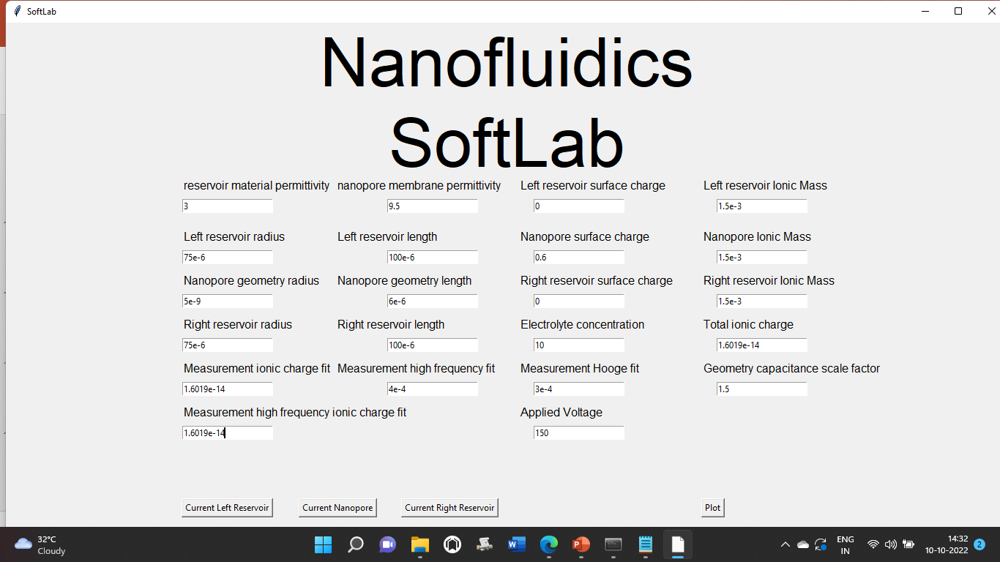 SoftLab
Nanofluidics
SoftLab
reservoir material permittivity nanopore membrane permittivity Left reservoir surface charge Left reservoir Ionic Mass
3 9.5 0 1.5e-3
Left reservoir radius Left reservoir length Nanopore surface charge Nanopore Ionic Mass
75e-6 100e-6 0.6 1.5e-3
Nanopore geometry radius Nanopore geometry length Right reservoir surface charge Right reservoir Ionic Mass
5e-9 6e-6 0 1.5e-3
Right reservoir radius Right reservoir length Electrolyte concentration Total ionic charge
75e-6 100e-6 10 1.6019e-14
Measurement ionic charge fit Measurement high frequency fit Measurement Hooge fit Geometry capacitance scale factor
1.6019e-14 4e-4 3e-4 1.5
Measurement high frequency ionic charge fit Applied Voltage
1.6019e-14 150
Current Left Reservoir Current Nanopore Current Right Reservoir Plot
32°C
Cloudy
ENG
IN
14:32
10-10-2022
2